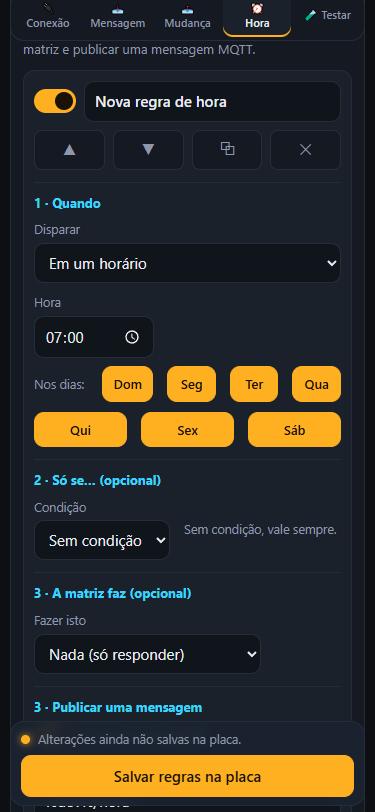 Conexão
Mensagem
Mudança
Hora
Testar
matriz e publicar uma mensagem MQTT.
Nova regra de hora
1 · Quando
Disparar
Em um horário
Hora
07:00
Nos dias: Dom Seg Ter Qua
Qui Sex Sáb
2 · Só se... (opcional)
Condição
Sem condição
Sem condição, vale sempre.
3 · A matriz faz (opcional)
Fazer isto
Nada (só responder)
3 · Publicar uma mensagem
Alterações ainda não salvas na placa.
Salvar regras na placa